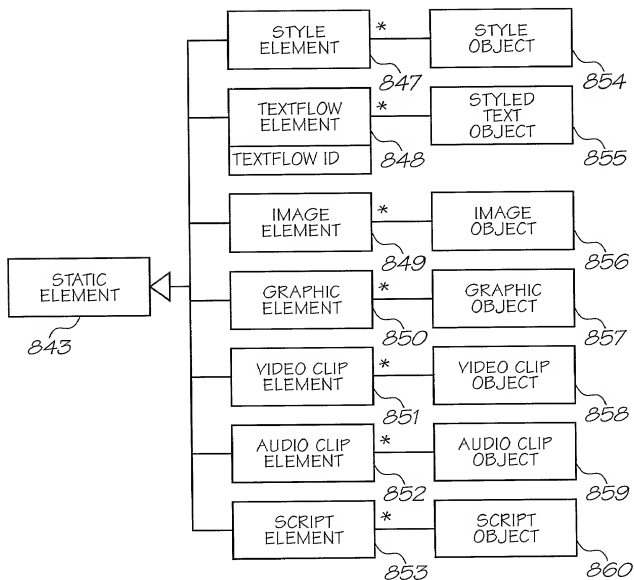 STYLE
ELEMENT
*
STYLE
OBJECT
847
854
TEXTFLOW
ELEMENT
*
STYLED
TEXT
OBJECT
TEXTFLOW ID
848
855
IMAGE
ELEMENT
*
IMAGE
OBJECT
849
856
STATIC
ELEMENT
843
GRAPHIC
ELEMENT
*
GRAPHIC
OBJECT
850
857
VIDEO CLIP
ELEMENT
*
VIDEO CLIP
OBJECT
851
858
AUDIO CLIP
ELEMENT
*
AUDIO CLIP
OBJECT
852
859
SCRIPT
ELEMENT
*
SCRIPT
OBJECT
853
860